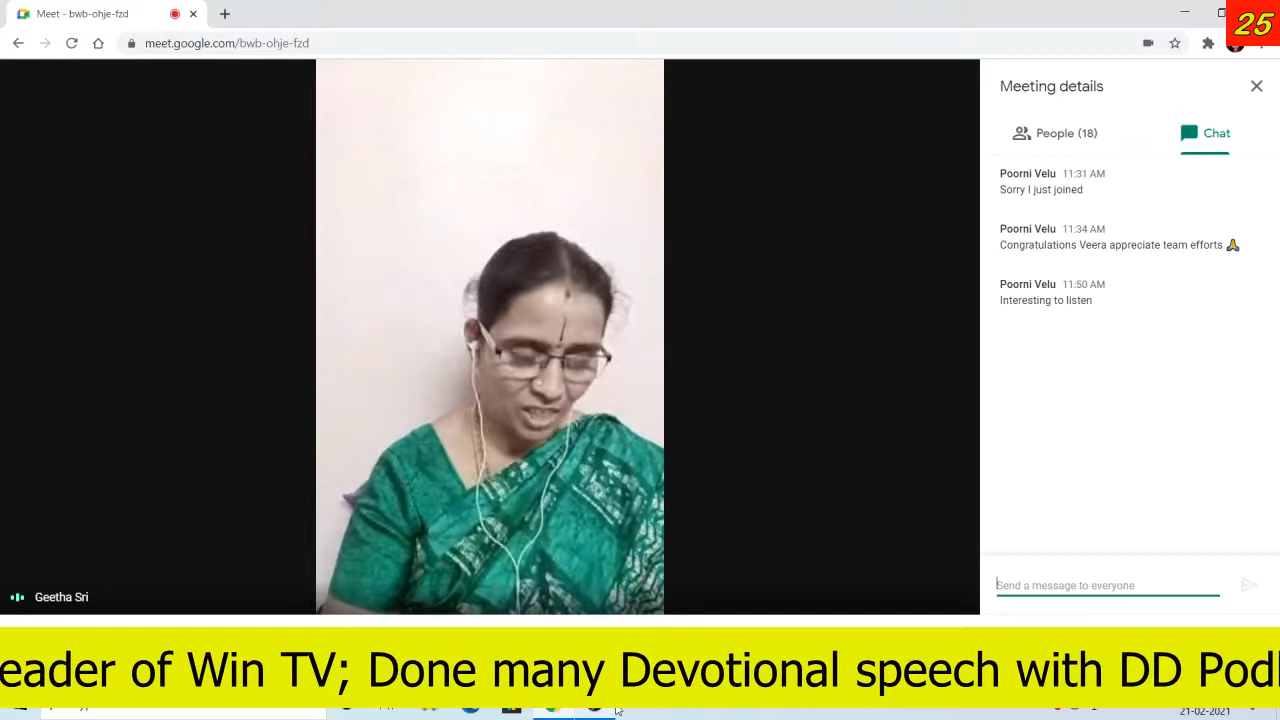 Meet - bwb-ohje-fzd
25
meet.google.com/bwb-ohje-fzd
Meeting details
People (18)
Chat
Poorni Velu 11:31 AM
Sorry I just joined
Poorni Velu 11:34 AM
Congratulations Veera appreciate team efforts 🙏
Poorni Velu 11:50 AM
Interesting to listen
Send a message to everyone
Geetha Sri
eader of Win TV; Done many Devotional speech with DD Pod
21-02-2021